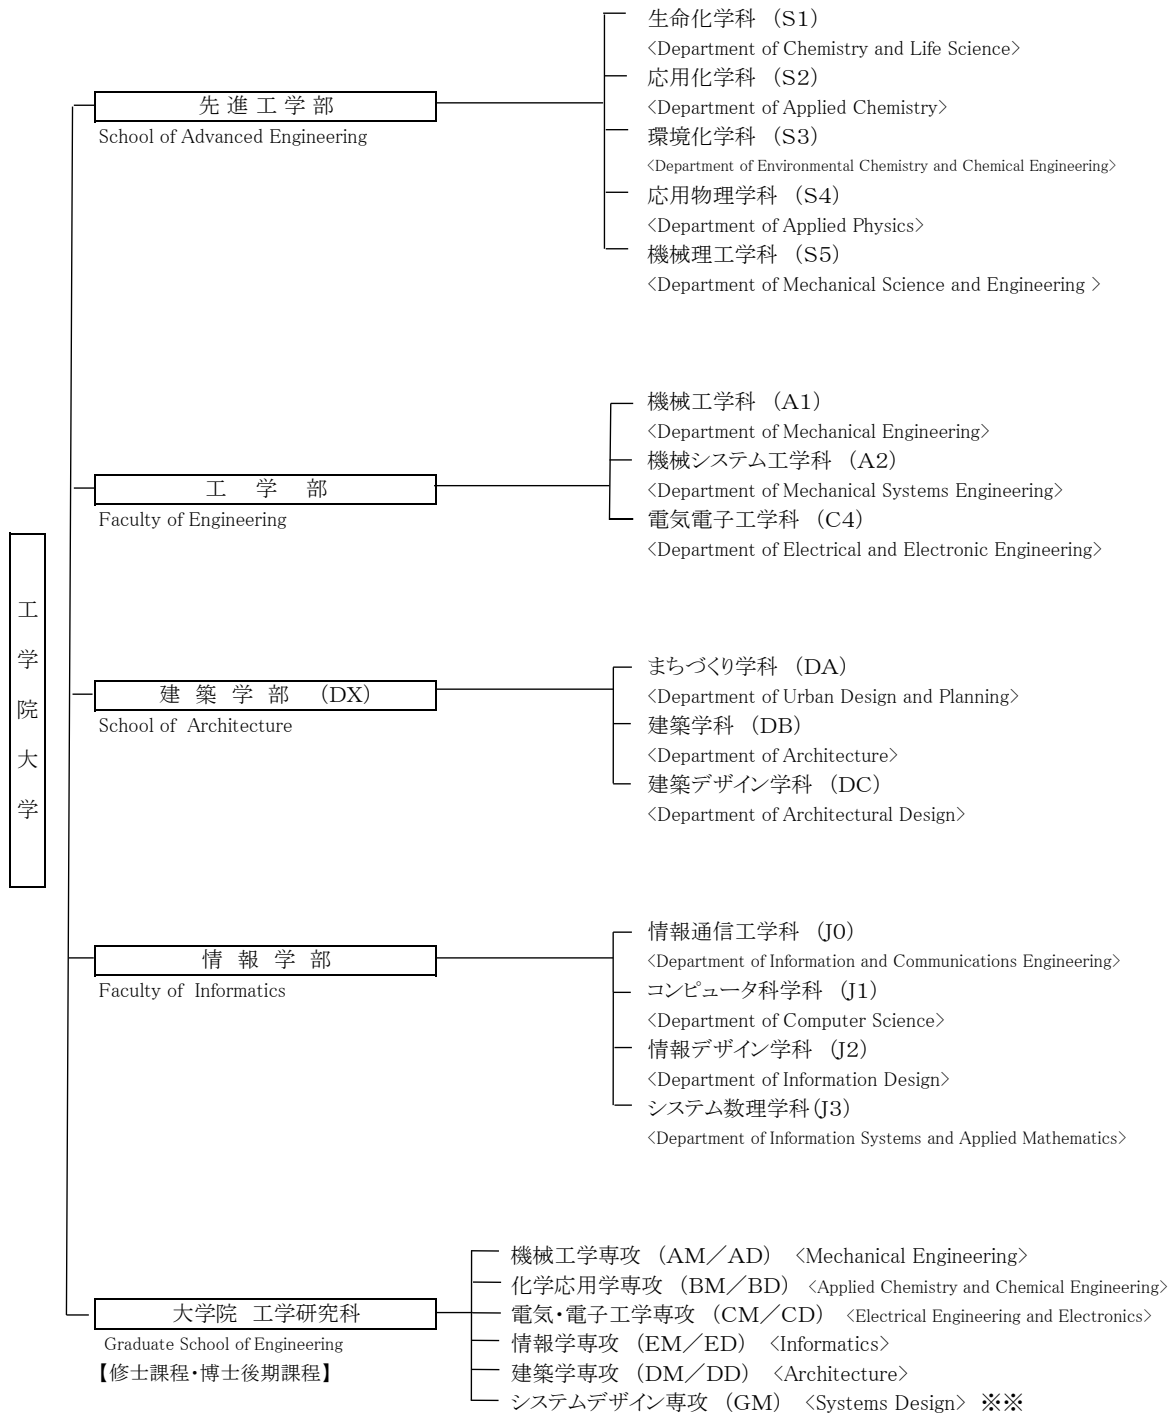 工学院大学
先進工学部
School of Advanced Engineering
生命化学科 (S1)
<Department of Chemistry and Life Science>
応用化学科 (S2)
<Department of Applied Chemistry>
環境化学科 (S3)
<Department of Environmental Chemistry and Chemical Engineering>
応用物理学科 (S4)
<Department of Applied Physics>
機械理工学科 (S5)
<Department of Mechanical Science and Engineering >
工 学 部
Faculty of Engineering
機械工学科 (A1)
<Department of Mechanical Engineering>
機械システム工学科 (A2)
<Department of Mechanical Systems Engineering>
電気電子工学科 (C4)
<Department of Electrical and Electronic Engineering>
建 築 学 部 (DX)
School of Architecture
まちづくり学科 (DA)
<Department of Urban Design and Planning>
建築学科 (DB)
<Department of Architecture>
建築デザイン学科 (DC)
<Department of Architectural Design>
情 報 学 部
Faculty of Informatics
情報通信工学科 (J0)
<Department of Information and Communications Engineering>
コンピュータ科学科 (J1)
<Department of Computer Science>
情報デザイン学科 (J2)
<Department of Information Design>
システム数理学科(J3)
<Department of Information Systems and Applied Mathematics>
大学院 工学研究科
Graduate School of Engineering
【修士課程・博士後期課程】
機械工学専攻 (AM/AD) <Mechanical Engineering>
化学応用学専攻 (BM/BD) <Applied Chemistry and Chemical Engineering>
電気・電子工学専攻 (CM/CD) <Electrical Engineering and Electronics>
情報学専攻 (EM/ED) <Informatics>
建築学専攻 (DM/DD) <Architecture>
システムデザイン専攻 (GM) <Systems Design> ※※